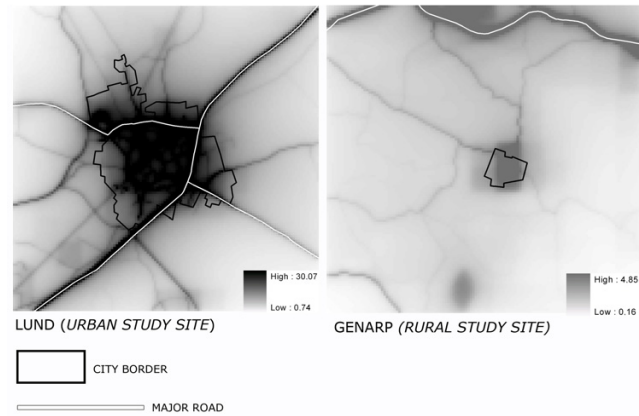 High : 30.07
Low : 0.74
High : 4.85
Low : 0.16
LUND (URBAN STUDY SITE)
GENARP (RURAL STUDY SITE)
CITY BORDER
MAJOR ROAD